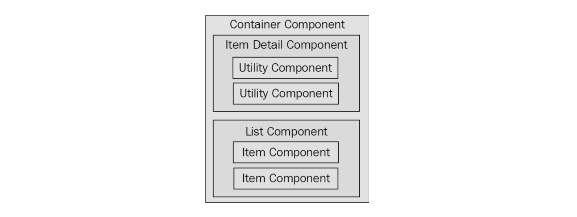 Container Component
Item Detail Component
Utility Component
Utility Component
List Component
Item Component
Item Component